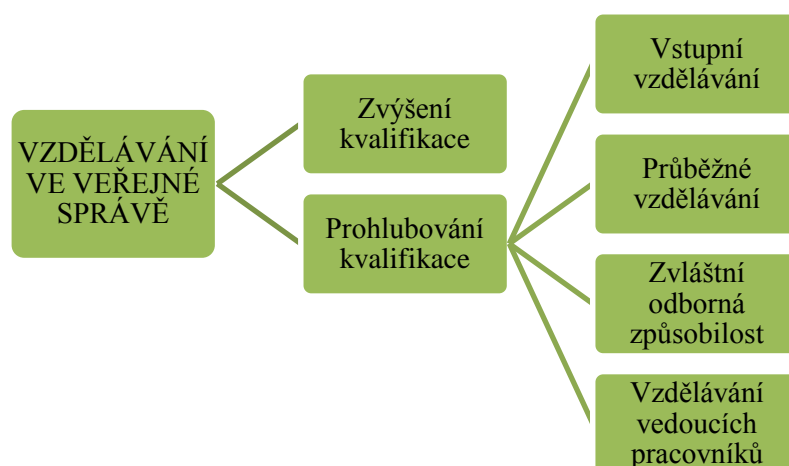 VZDĚLÁVÁNÍ
VE VEŘEJNÉ
SPRÁVĚ
Zvýšení
kvalifikace
Prohlubování
kvalifikace
Vstupní
vzdělávání
Průběžné
vzdělávání
Zvláštní
odborná
způsobilost
Vzdělávání
vedoucích
pracovníků